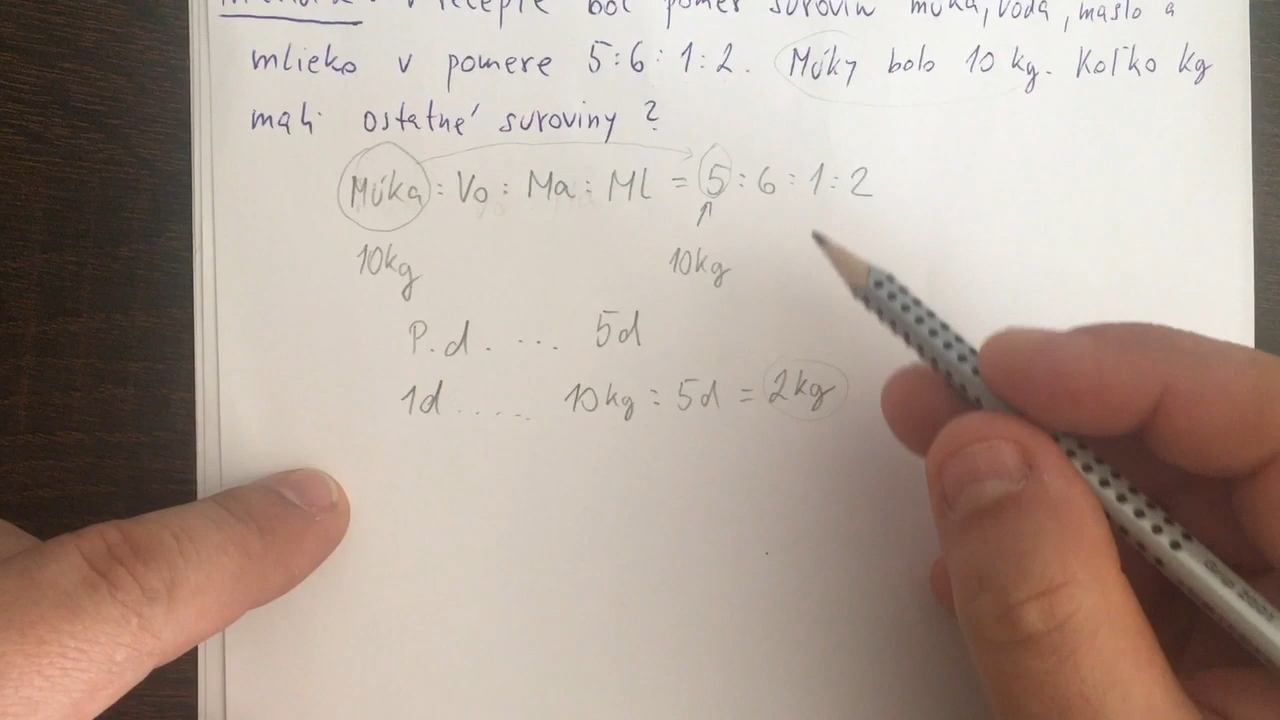 v recepte bol pomer surovín múka, voda, maslo a
mlieko v pomere 5:6:1:2. Múky bolo 10 kg. Koľko kg
mali ostatné suroviny?
Múka : Vo : Ma : Ml = 5 : 6 : 1 : 2
10kg 10kg
P.d. ... 5d
1d ..... 10kg : 5d = 2kg